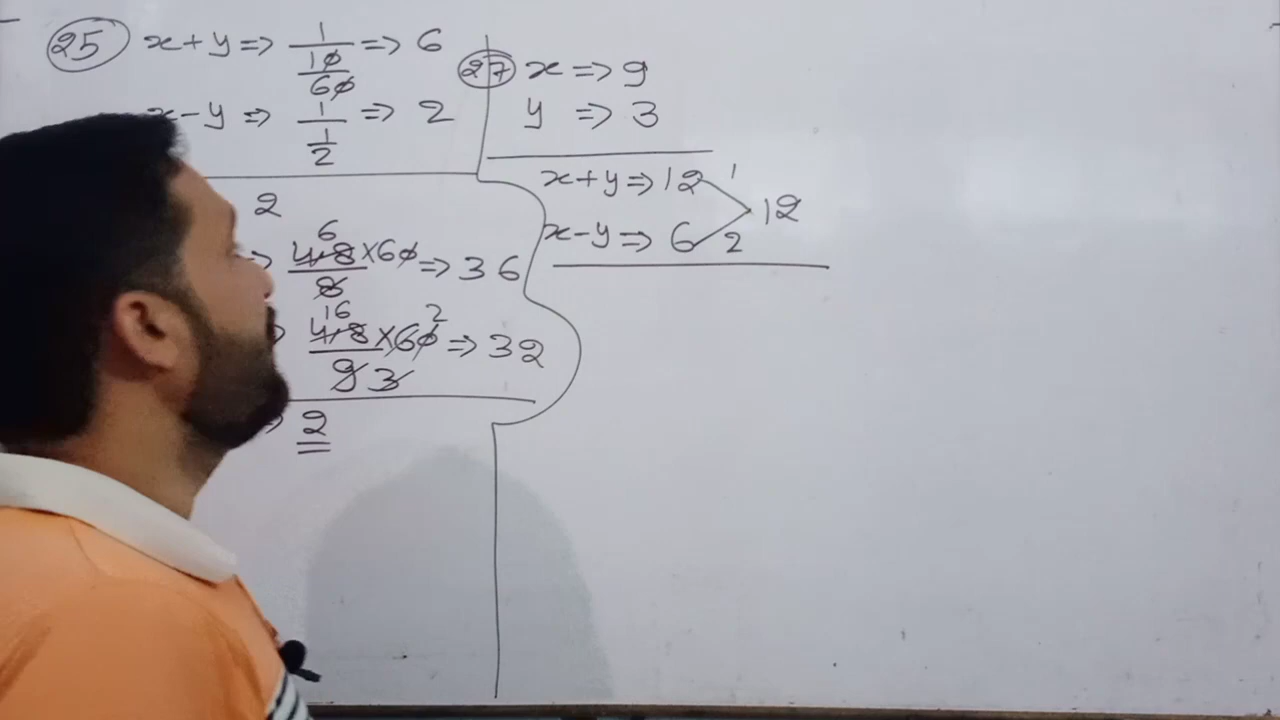 25 x+y => 1/(10/60) => 6
x-y => 1/(1/2) => 2
2
=> 48×60/8 => 36
6
=> 48×60/93 => 32
16 2
=> 2
27 x => 9
y => 3
x+y => 12 1
12
x-y => 6 2